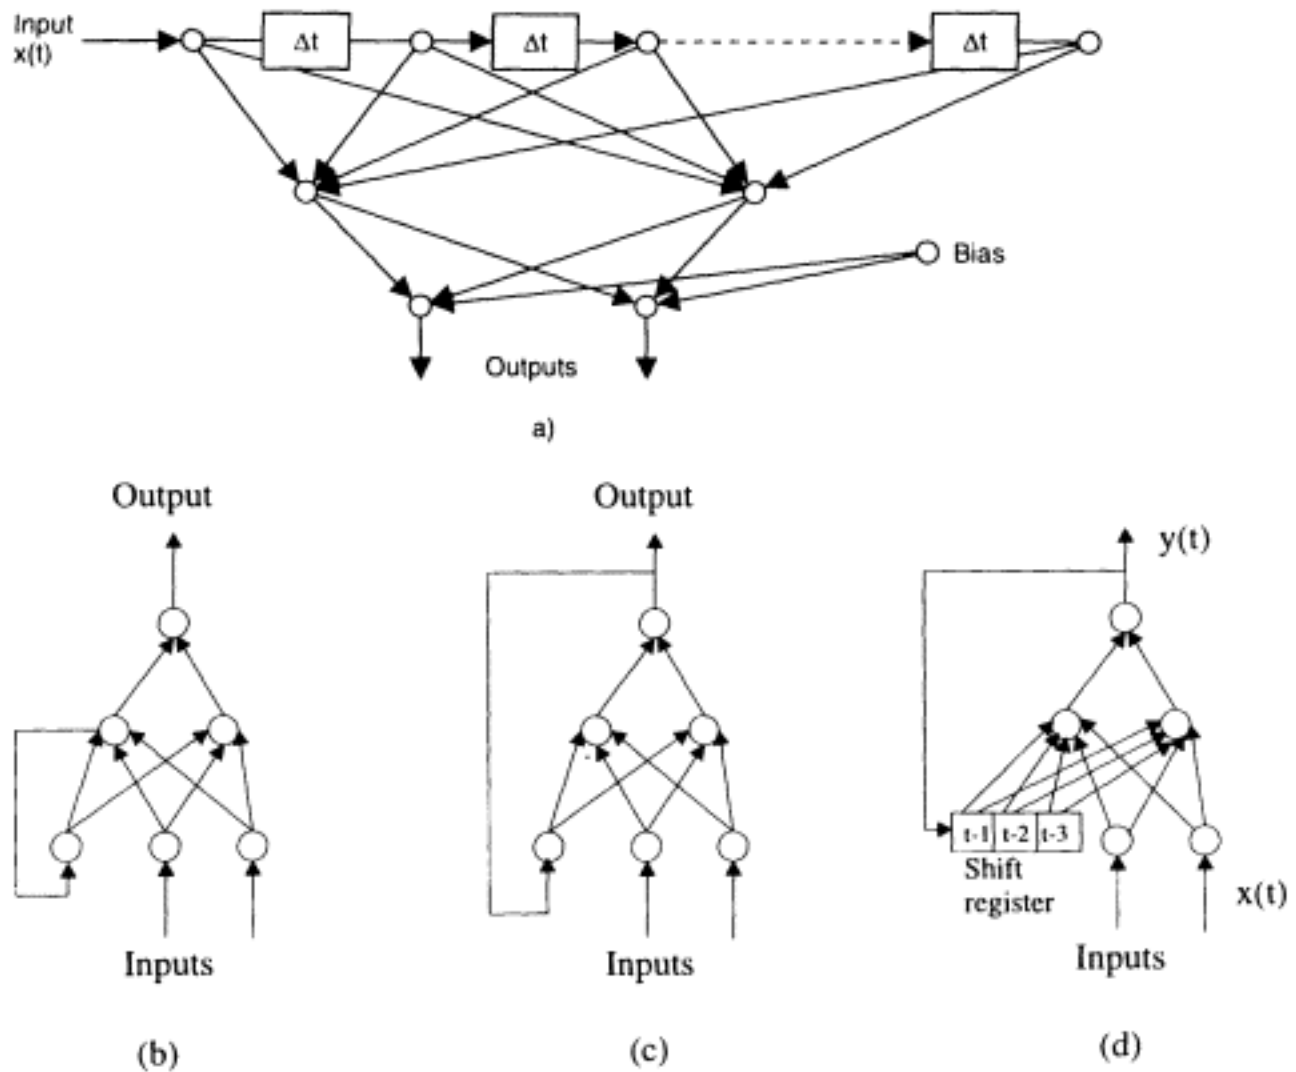 Input
x(t)
Δt
Δt
Δt
Bias
Outputs
a)
Output
Output
y(t)
t-1 t-2 t-3
Shift
register
x(t)
Inputs
Inputs
Inputs
(b)
(c)
(d)